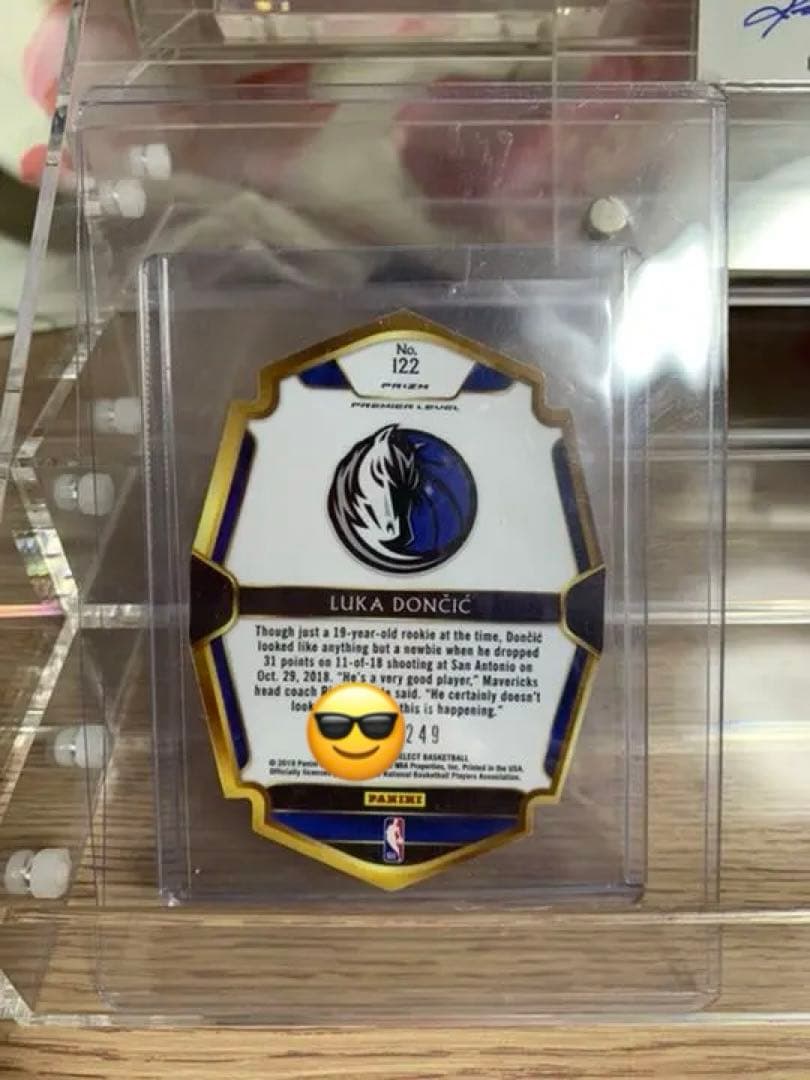 No.
122
PRIZM
PREMIER LEVEL
LUKA DONČIĆ
Though just a 19-year-old rookie at the time, Dončić
looked like anything but a newbie when he dropped
31 points on 11-of-18 shooting at San Antonio on
Oct. 29, 2018. "He's a very good player," Mavericks
head coach said. "He certainly doesn't
this is happening."
249
© 2019 Panini SELECT BASKETBALL
NBA Properties, Inc. Printed in the USA.
Officially National Basketball Players Association.
PANINI